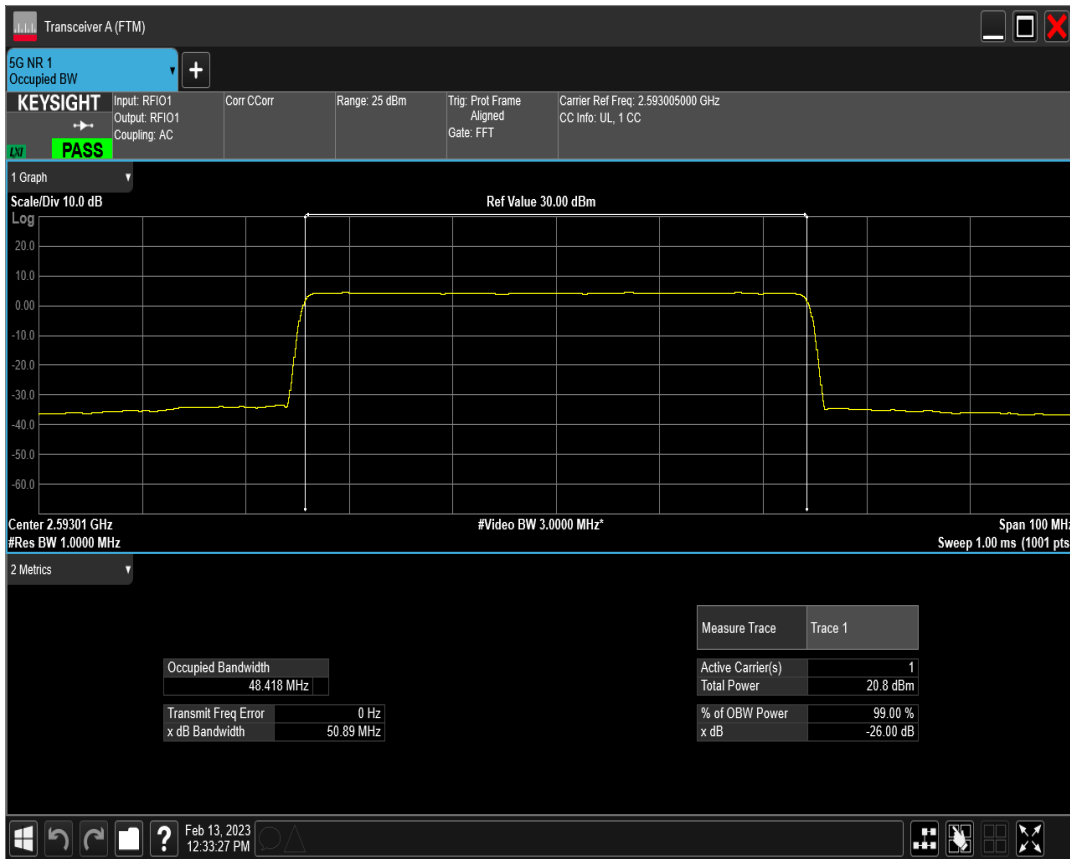 Transceiver A (FTM)
5G NR 1
Occupied BW
+
KEYSIGHT
LXI
PASS
Input: RFIO1
Output: RFIO1
Coupling: AC
Corr CCorr
Range: 25 dBm
Trig: Prot Frame
Aligned
Gate: FFT
Carrier Ref Freq: 2.593005000 GHz
CC Info: UL, 1 CC
1 Graph
Scale/Div 10.0 dB
Ref Value 30.00 dBm
Log
20.0
10.0
0.00
-10.0
-20.0
-30.0
-40.0
-50.0
-60.0
Center 2.59301 GHz
#Video BW 3.0000 MHz*
Span 100 MHz
#Res BW 1.0000 MHz
Sweep 1.00 ms (1001 pts
2 Metrics
Measure Trace Trace 1
Occupied Bandwidth
48.418 MHz
Active Carrier(s) 1
Total Power 20.8 dBm
Transmit Freq Error 0 Hz
x dB Bandwidth 50.89 MHz
% of OBW Power 99.00 %
x dB -26.00 dB
?
Feb 13, 2023
12:33:27 PM